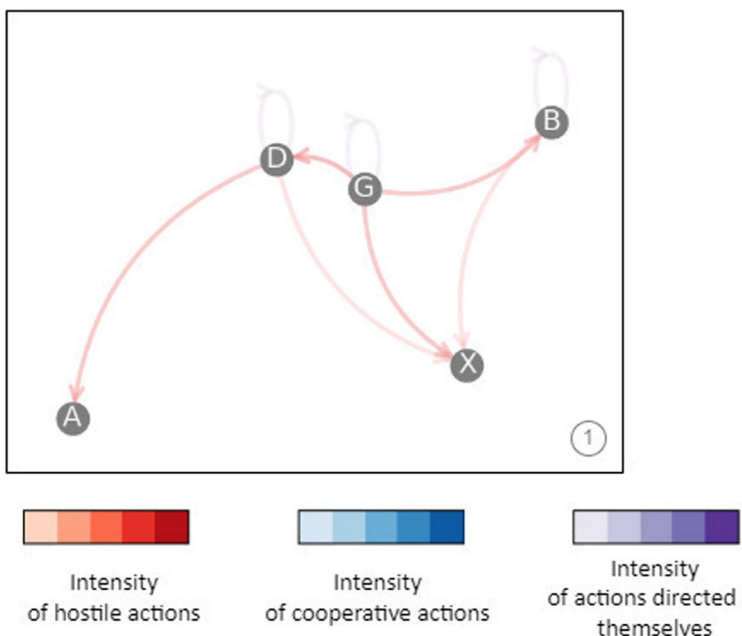 B
D
G
X
A
1
Intensity
of hostile actions
Intensity
of cooperative actions
Intensity
of actions directed
themselves